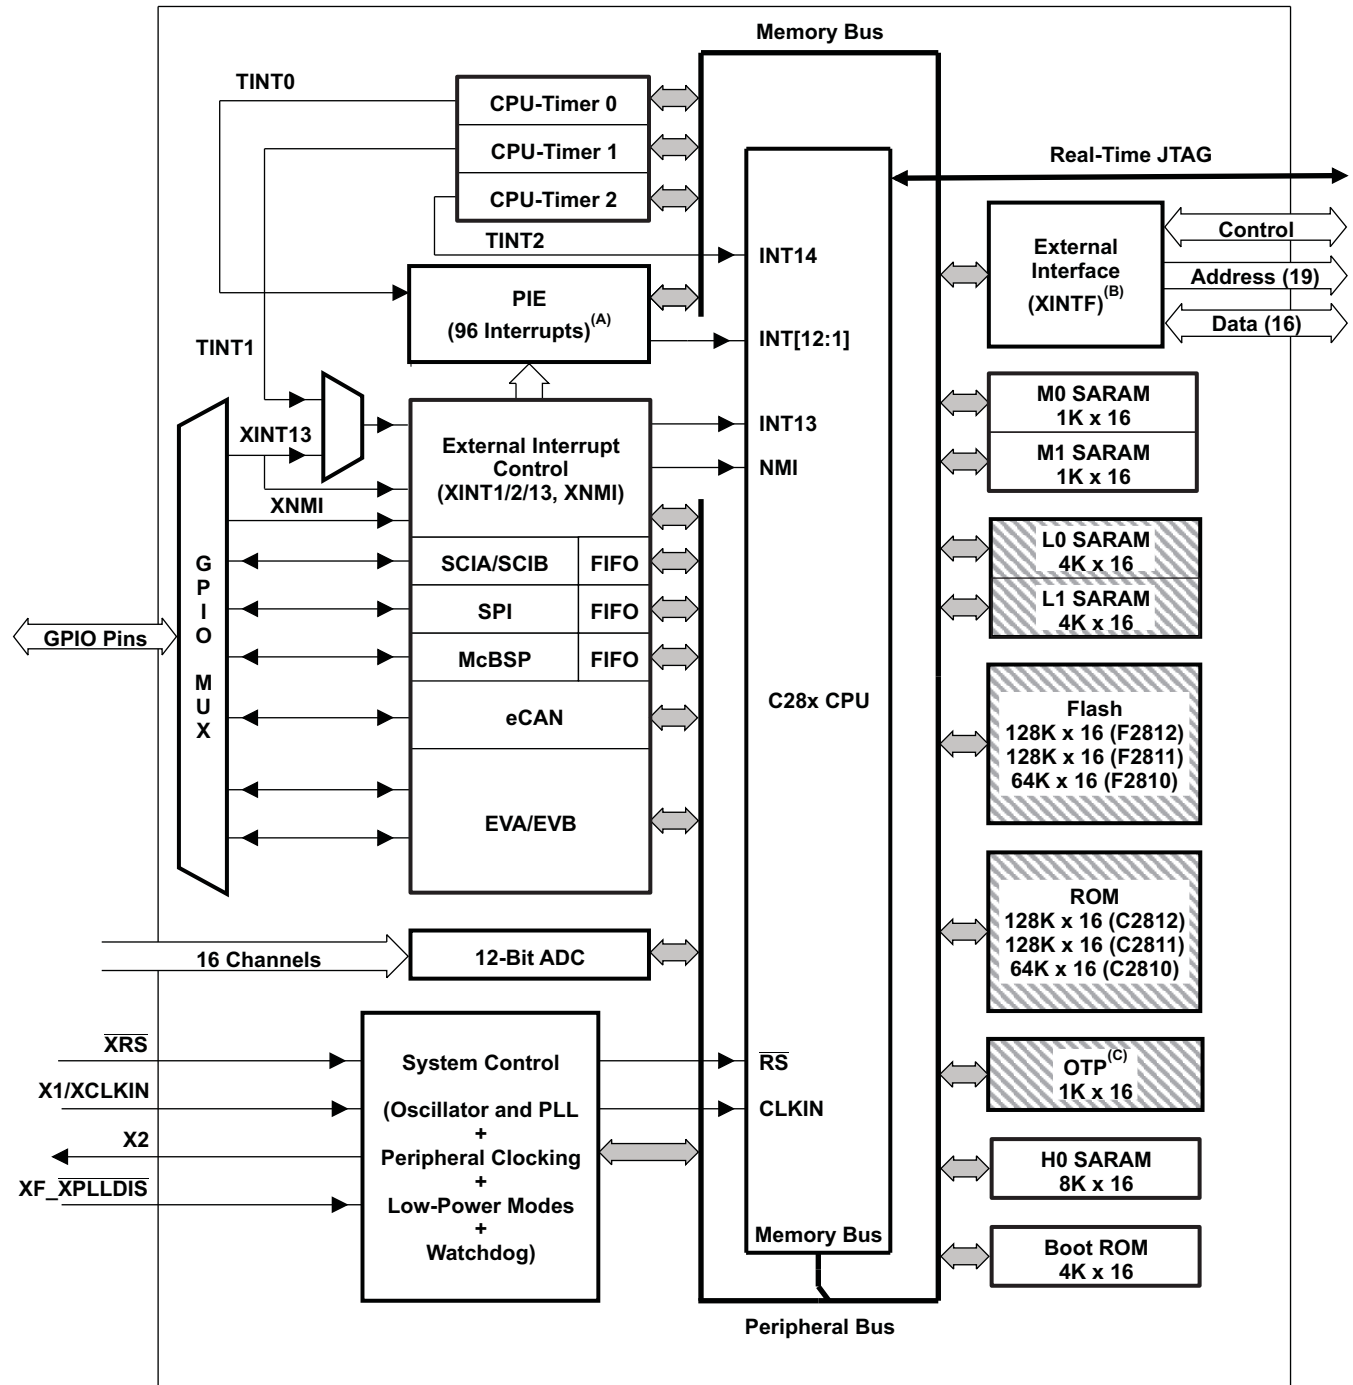 Memory Bus
TINT0
CPU-Timer 0
CPU-Timer 1
CPU-Timer 2
TINT2
Real-Time JTAG
INT14
External
Interface
(XINTF)(B)
Control
Address (19)
Data (16)
PIE
(96 Interrupts)(A)
INT[12:1]
TINT1
XINT13
XNMI
External Interrupt
Control
(XINT1/2/13, XNMI)
INT13
NMI
M0 SARAM
1K x 16
M1 SARAM
1K x 16
L0 SARAM
4K x 16
L1 SARAM
4K x 16
GPIO Pins
G
P
I
O
M
U
X
SCIA/SCIB
FIFO
SPI
FIFO
McBSP
FIFO
eCAN
EVA/EVB
C28x CPU
Flash
128K x 16 (F2812)
128K x 16 (F2811)
64K x 16 (F2810)
ROM
128K x 16 (C2812)
128K x 16 (C2811)
64K x 16 (C2810)
16 Channels
12-Bit ADC
XRS
X1/XCLKIN
X2
XF_XPLLDIS
System Control
(Oscillator and PLL
+
Peripheral Clocking
+
Low-Power Modes
+
Watchdog)
RS
CLKIN
OTP(C)
1K x 16
H0 SARAM
8K x 16
Boot ROM
4K x 16
Memory Bus
Peripheral Bus